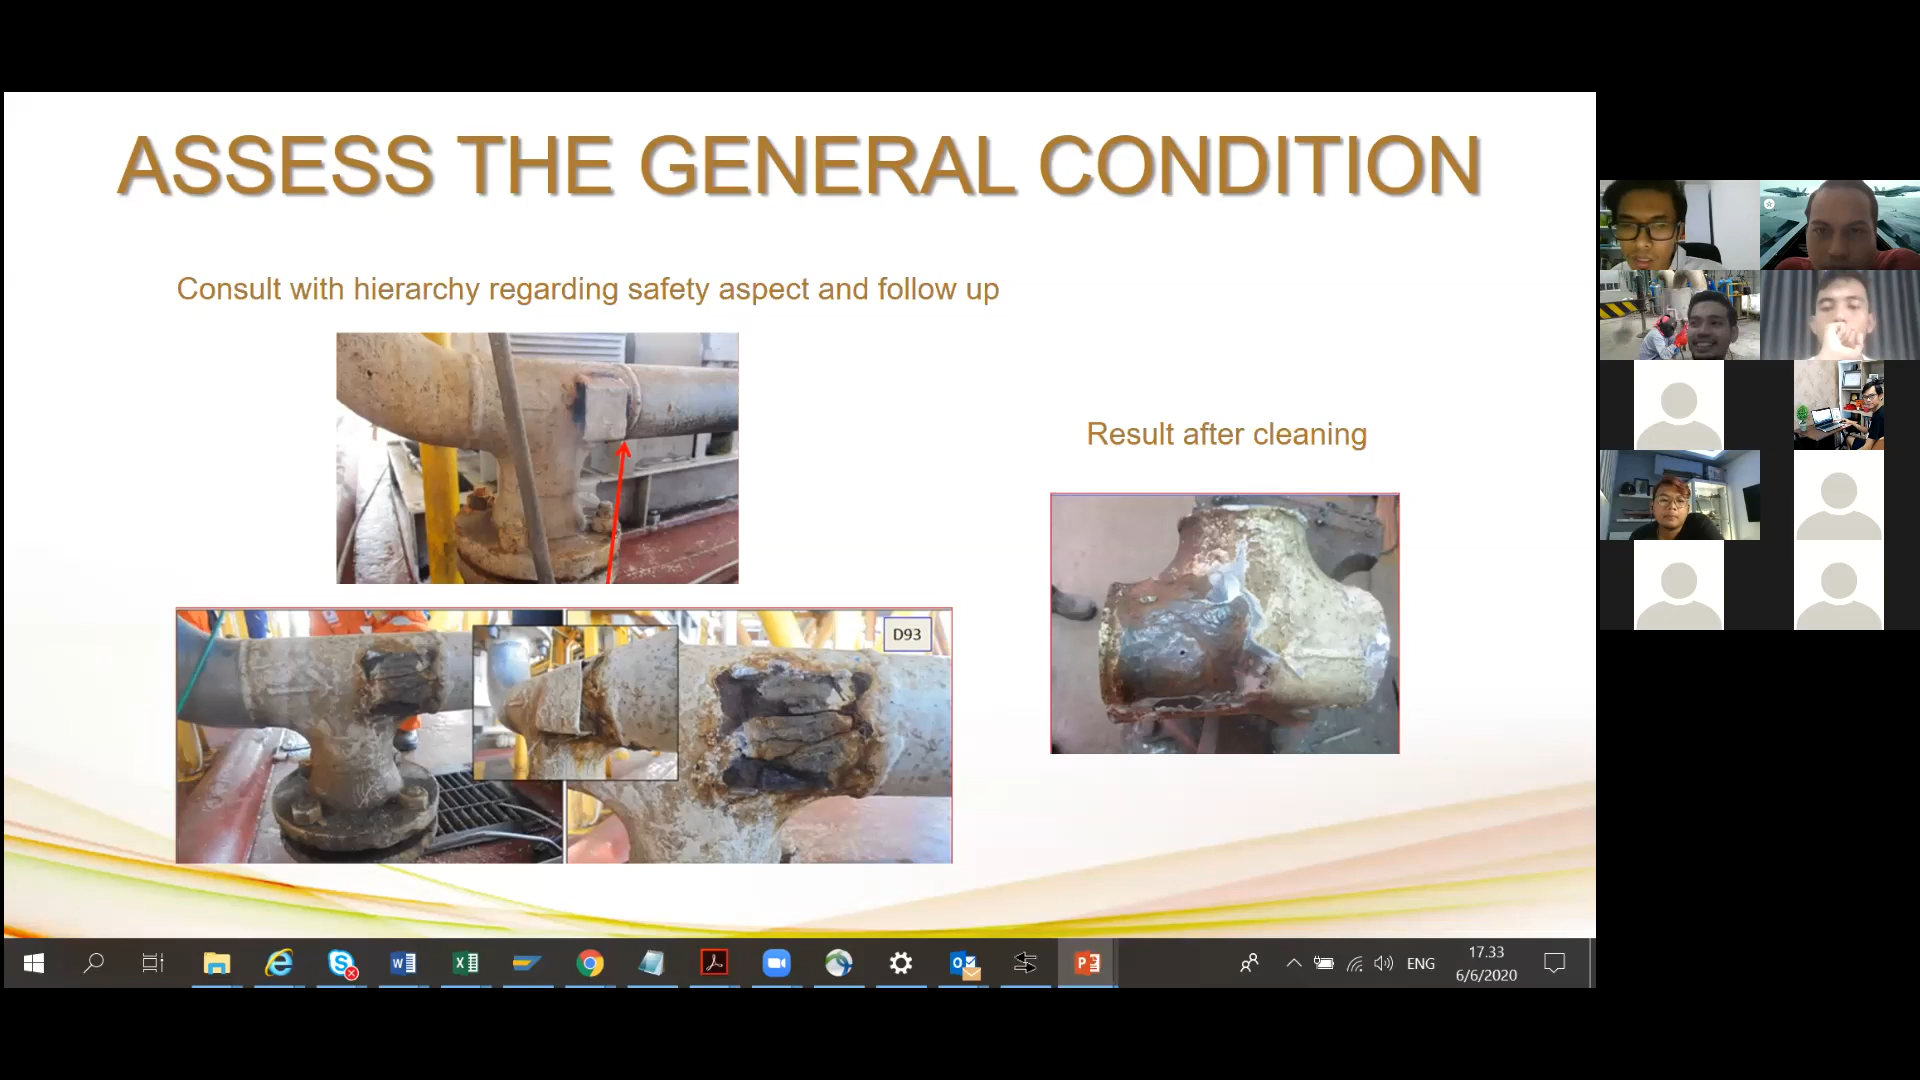 ASSESS THE GENERAL CONDITION
Consult with hierarchy regarding safety aspect and follow up
Result after cleaning
D93
ENG
17.33
6/6/2020